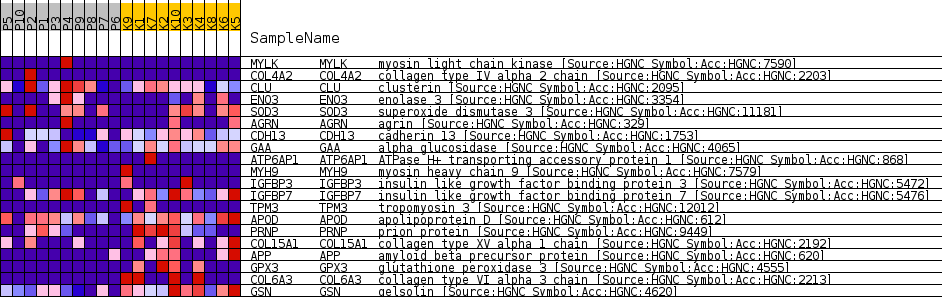 P5 P10 P2 P1 P3 P4 P9 P8 P7 P6 K9 K1 K7 K2 K10 K3 K4 K8 K6 K5
SampleName
MYLK MYLK myosin light chain kinase [Source:HGNC Symbol;Acc:HGNC:7590]
COL4A2 COL4A2 collagen type IV alpha 2 chain [Source:HGNC Symbol;Acc:HGNC:2203]
CLU CLU clusterin [Source:HGNC Symbol;Acc:HGNC:2095]
ENO3 ENO3 enolase 3 [Source:HGNC Symbol;Acc:HGNC:3354]
SOD3 SOD3 superoxide dismutase 3 [Source:HGNC Symbol;Acc:HGNC:11181]
AGRN AGRN agrin [Source:HGNC Symbol;Acc:HGNC:329]
CDH13 CDH13 cadherin 13 [Source:HGNC Symbol;Acc:HGNC:1753]
GAA GAA alpha glucosidase [Source:HGNC Symbol;Acc:HGNC:4065]
ATP6AP1 ATP6AP1 ATPase H+ transporting accessory protein 1 [Source:HGNC Symbol;Acc:HGNC:868]
MYH9 MYH9 myosin heavy chain 9 [Source:HGNC Symbol;Acc:HGNC:7579]
IGFBP3 IGFBP3 insulin like growth factor binding protein 3 [Source:HGNC Symbol;Acc:HGNC:5472]
IGFBP7 IGFBP7 insulin like growth factor binding protein 7 [Source:HGNC Symbol;Acc:HGNC:5476]
TPM3 TPM3 tropomyosin 3 [Source:HGNC Symbol;Acc:HGNC:12012]
APOD APOD apolipoprotein D [Source:HGNC Symbol;Acc:HGNC:612]
PRNP PRNP prion protein [Source:HGNC Symbol;Acc:HGNC:9449]
COL15A1 COL15A1 collagen type XV alpha 1 chain [Source:HGNC Symbol;Acc:HGNC:2192]
APP APP amyloid beta precursor protein [Source:HGNC Symbol;Acc:HGNC:620]
GPX3 GPX3 glutathione peroxidase 3 [Source:HGNC Symbol;Acc:HGNC:4555]
COL6A3 COL6A3 collagen type VI alpha 3 chain [Source:HGNC Symbol;Acc:HGNC:2213]
GSN GSN gelsolin [Source:HGNC Symbol;Acc:HGNC:4620]